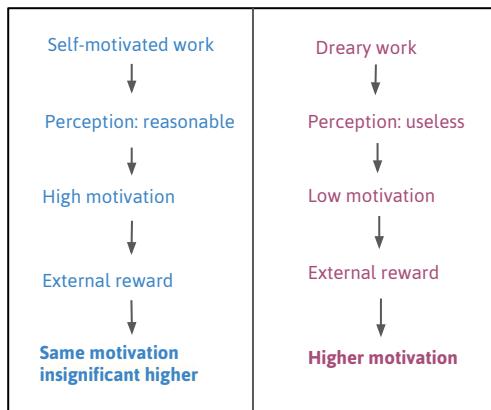 Self-motivated work
Perception: reasonable
High motivation
External reward
Same motivation
insignificant higher
Dreary work
Perception: useless
Low motivation
External reward
Higher motivation